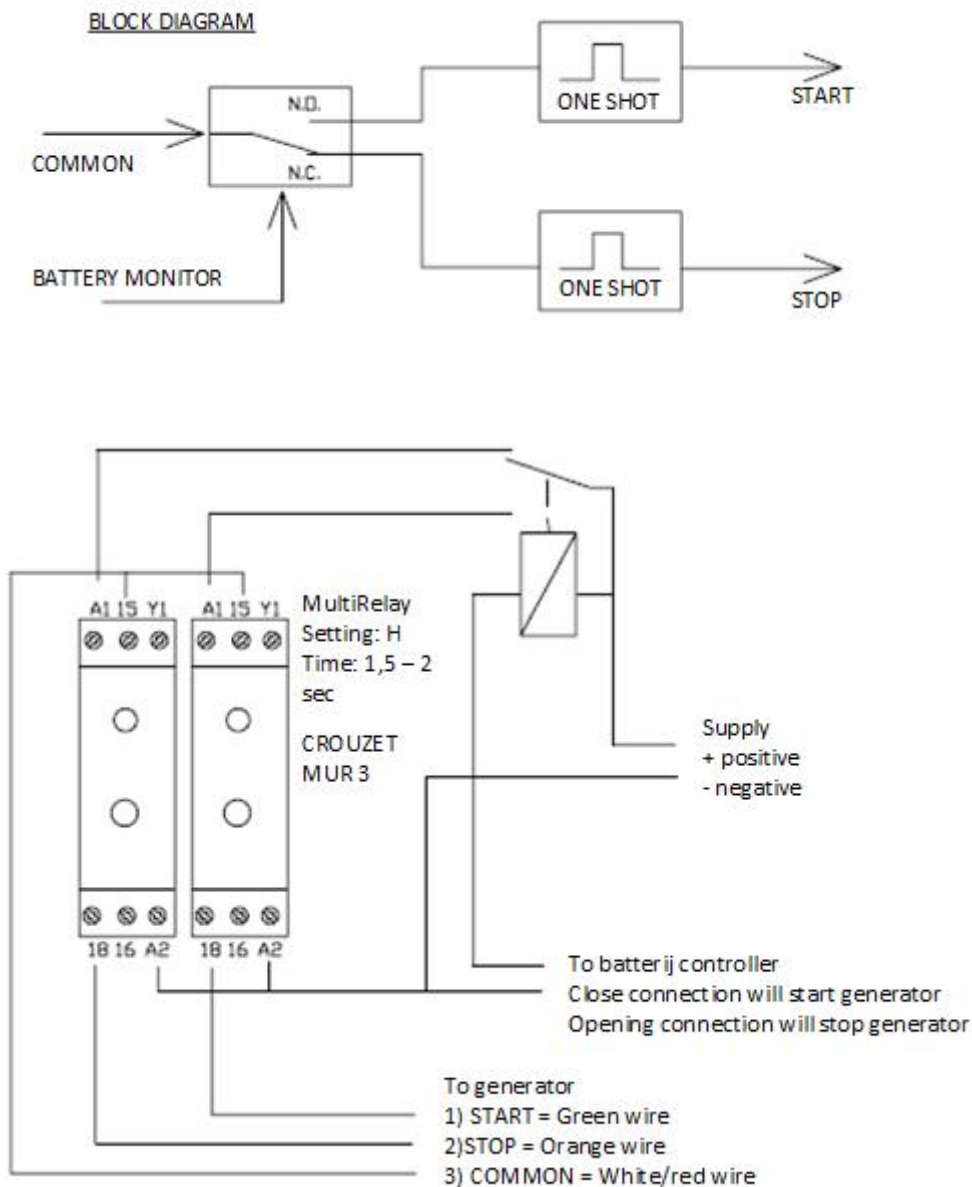 BLOCK DIAGRAM
N.O.
ONE SHOT
START
COMMON
N.C.
BATTERY MONITOR
ONE SHOT
STOP
A1 15 Y1
A1 15 Y1
MultiRelay
Setting: H
Time: 1,5 – 2
sec
CROUZET
MUR 3
Supply
+ positive
- negative
18 16 A2
18 16 A2
To batterij controller
Close connection will start generator
Opening connection will stop generator
To generator
1) START = Green wire
2)STOP = Orange wire
3) COMMON = White/red wire